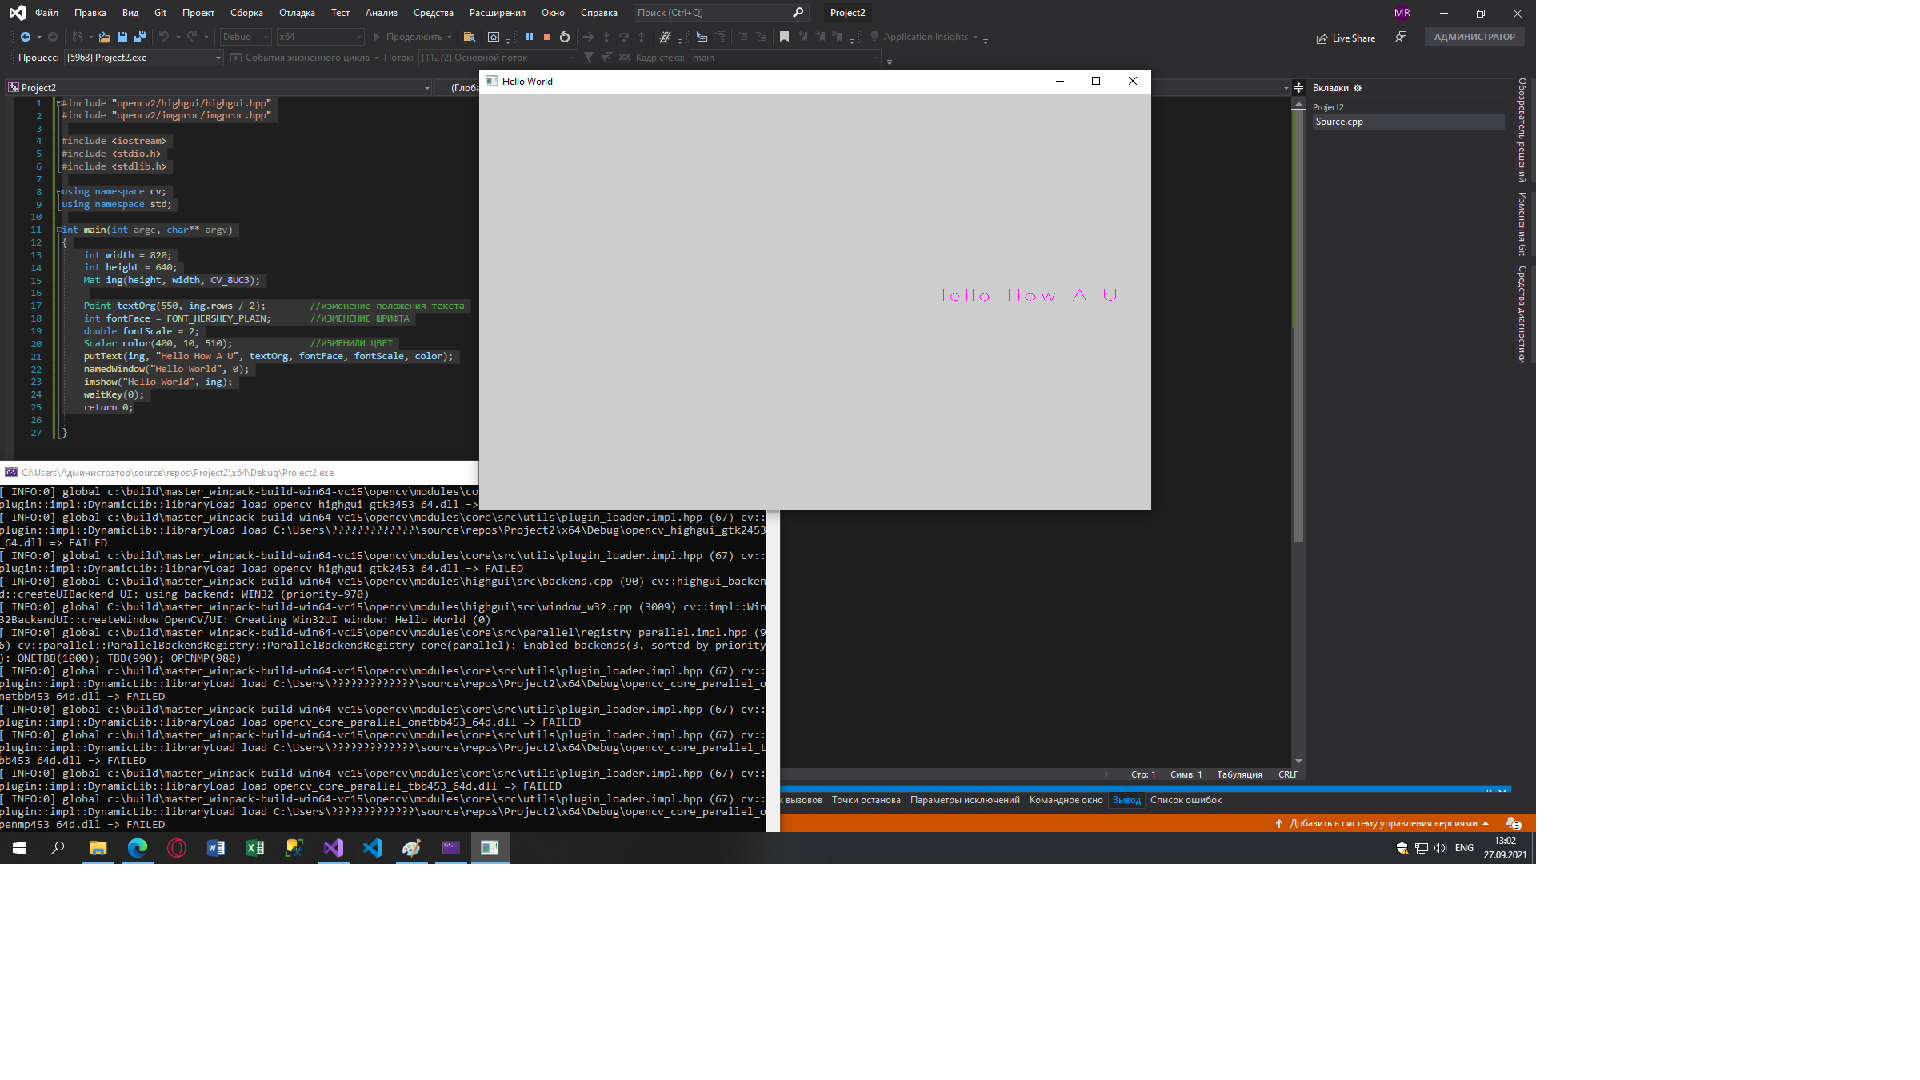 Файл Правка Вид Git Проект Сборка Отладка Тест Анализ Средства Расширения Окно Справка Поиск (Ctrl+Q) Project2 MR
Debug x64 Продолжить Application Insights Live Share АДМИНИСТРАТОР
Процесс: [5968] Project2.exe События жизненного цикла Поток: [11272] Основной поток Кадр стека: main
Project2 (Глоба
Hello World
Вкладки
Project2
Source.cpp
Обозреватель решений
Изменения Git
Средства диагностики
1 #include "opencv2/highgui/highgui.hpp"
2 #include "opencv2/imgproc/imgproc.hpp"
3
4 #include <iostream>
5 #include <stdio.h>
6 #include <stdlib.h>
7
8 using namespace cv;
9 using namespace std;
10
11 int main(int argc, char** argv)
12 {
13 int width = 820;
14 int height = 640;
15 Mat ing(height, width, CV_8UC3);
16
17 Point textOrg(550, ing.rows / 2); //изменение положения текста
18 int fontFace = FONT_HERSHEY_PLAIN; //ИЗМЕНЕНИЕ ШРИФТА
19 double fontScale = 2;
20 Scalar color(400, 10, 510); //ИЗМЕНИЛИ ЦВЕТ
21 putText(ing, "Hello How A U", textOrg, fontFace, fontScale, color);
22 namedWindow("Hello World", 0);
23 imshow("Hello World", ing);
24 waitKey(0);
25 return 0;
26
27 }
Hello How A U
C:\Users\Администратор\source\repos\Project2\x64\Debug\Project2.exe
[ INFO:0] global c:\build\master_winpack-build-win64-vc15\opencv\modules\co
plugin::impl::DynamicLib::libraryLoad load opencv_highgui_gtk3453_64.dll =>
[ INFO:0] global c:\build\master_winpack-build-win64-vc15\opencv\modules\core\src\utils\plugin_loader.impl.hpp (67) cv::
plugin::impl::DynamicLib::libraryLoad load C:\Users\?????????????\source\repos\Project2\x64\Debug\opencv_highgui_gtk2453
_64.dll => FAILED
[ INFO:0] global c:\build\master_winpack-build-win64-vc15\opencv\modules\core\src\utils\plugin_loader.impl.hpp (67) cv::
plugin::impl::DynamicLib::libraryLoad load opencv_highgui_gtk2453_64.dll => FAILED
[ INFO:0] global C:\build\master_winpack-build-win64-vc15\opencv\modules\highgui\src\backend.cpp (90) cv::highgui_backen
d::createUIBackend UI: using backend: WIN32 (priority=970)
[ INFO:0] global C:\build\master_winpack-build-win64-vc15\opencv\modules\highgui\src\window_w32.cpp (3009) cv::impl::Win
32BackendUI::createWindow OpenCV/UI: Creating Win32UI window: Hello World (0)
[ INFO:0] global c:\build\master_winpack-build-win64-vc15\opencv\modules\core\src\parallel\registry_parallel.impl.hpp (9
6) cv::parallel::ParallelBackendRegistry::ParallelBackendRegistry core(parallel): Enabled backends(3, sorted by priority
): ONETBB(1000); TBB(990); OPENMP(980)
[ INFO:0] global c:\build\master_winpack-build-win64-vc15\opencv\modules\core\src\utils\plugin_loader.impl.hpp (67) cv::
plugin::impl::DynamicLib::libraryLoad load C:\Users\?????????????\source\repos\Project2\x64\Debug\opencv_core_parallel_o
netbb453_64d.dll => FAILED
[ INFO:0] global c:\build\master_winpack-build-win64-vc15\opencv\modules\core\src\utils\plugin_loader.impl.hpp (67) cv::
plugin::impl::DynamicLib::libraryLoad load opencv_core_parallel_onetbb453_64d.dll => FAILED
[ INFO:0] global c:\build\master_winpack-build-win64-vc15\opencv\modules\core\src\utils\plugin_loader.impl.hpp (67) cv::
plugin::impl::DynamicLib::libraryLoad load C:\Users\?????????????\source\repos\Project2\x64\Debug\opencv_core_parallel_t
bb453_64d.dll => FAILED
[ INFO:0] global c:\build\master_winpack-build-win64-vc15\opencv\modules\core\src\utils\plugin_loader.impl.hpp (67) cv::
plugin::impl::DynamicLib::libraryLoad load opencv_core_parallel_tbb453_64d.dll => FAILED
[ INFO:0] global c:\build\master_winpack-build-win64-vc15\opencv\modules\core\src\utils\plugin_loader.impl.hpp (67) cv::
plugin::impl::DynamicLib::libraryLoad load C:\Users\?????????????\source\repos\Project2\x64\Debug\opencv_core_parallel_o
penmp453_64d.dll => FAILED
Стр: 1 Симв: 1 Табуляция CRLF
к вызовов Точки останова Параметры исключений Командное окно Вывод Список ошибок
Добавить в систему управления версиями
ENG 13:02
27.09.2021